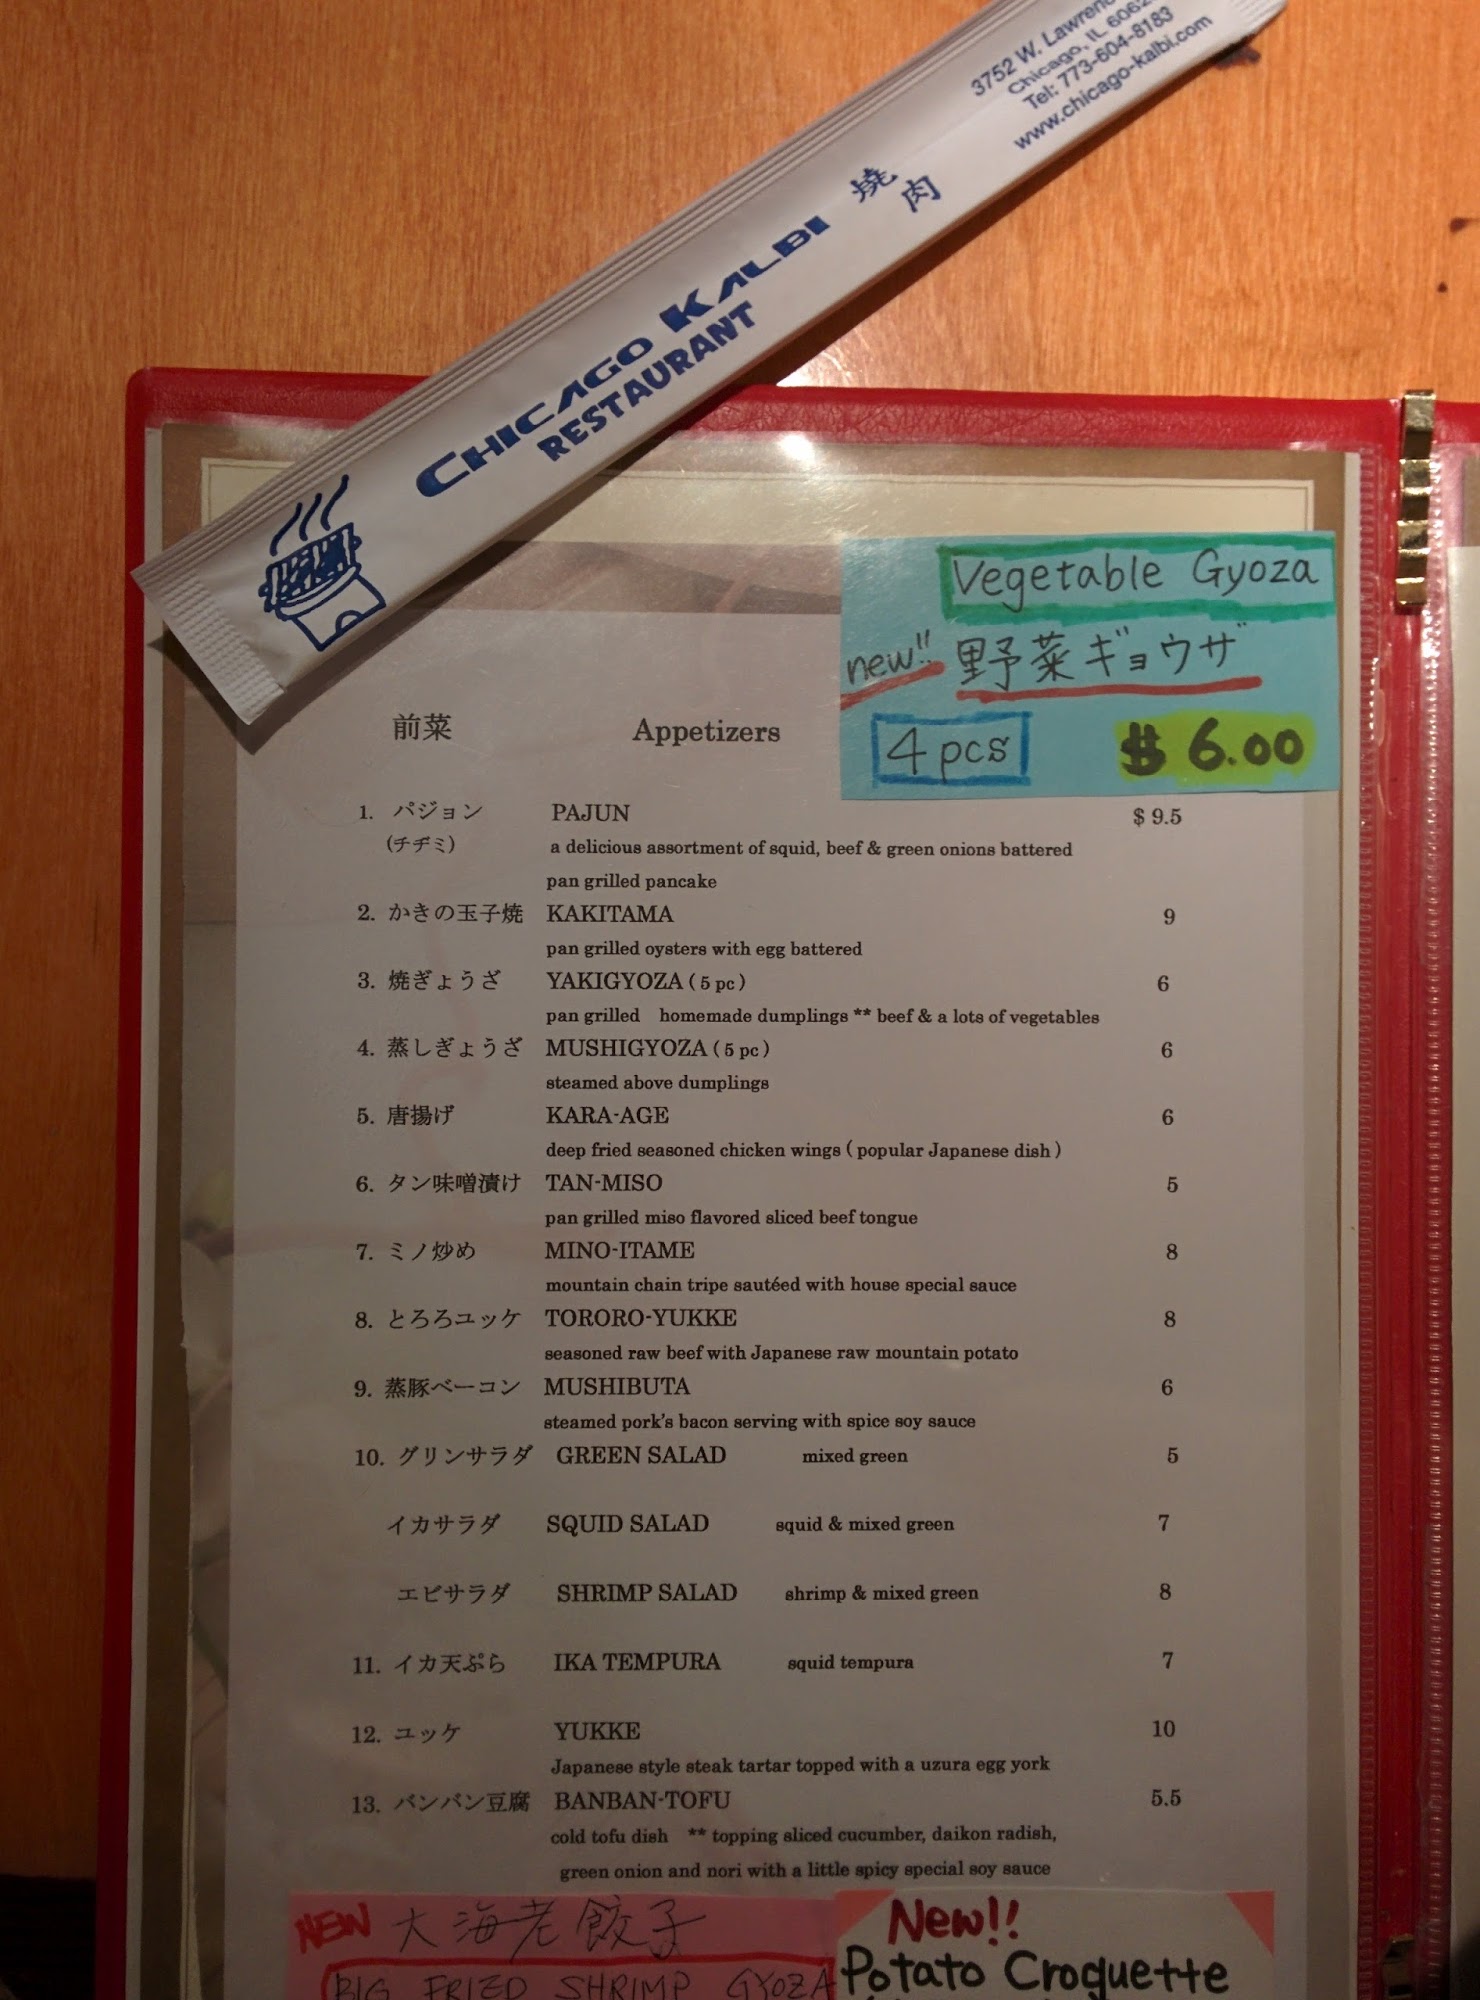 3752 W.
Chicago, IL
Tel: 773-604-8183
www.chicago-kalbi.com
焼肉
CHICAGO KALBI
RESTAURANT
Vegetable Gyoza
new!! 野菜ギョウザ
4 pcs $ 6.00
前菜 Appetizers
1. パジョン PAJUN $ 9.5
(チヂミ) a delicious assortment of squid, beef & green onions battered
pan grilled pancake
2. かきの玉子焼 KAKITAMA 9
pan grilled oysters with egg battered
3. 焼ぎょうざ YAKIGYOZA ( 5 pc ) 6
pan grilled homemade dumplings ** beef & a lots of vegetables
4. 蒸しぎょうざ MUSHIGYOZA ( 5 pc ) 6
steamed above dumplings
5. 唐揚げ KARA-AGE 6
deep fried seasoned chicken wings ( popular Japanese dish )
6. タン味噌漬け TAN-MISO 5
pan grilled miso flavored sliced beef tongue
7. ミノ炒め MINO-ITAME 8
mountain chain tripe sautéed with house special sauce
8. とろろユッケ TORORO-YUKKE 8
seasoned raw beef with Japanese raw mountain potato
9. 蒸豚ベーコン MUSHIBUTA 6
steamed pork's bacon serving with spice soy sauce
10. グリンサラダ GREEN SALAD mixed green 5
イカサラダ SQUID SALAD squid & mixed green 7
エビサラダ SHRIMP SALAD shrimp & mixed green 8
11. イカ天ぷら IKA TEMPURA squid tempura 7
12. ユッケ YUKKE 10
Japanese style steak tartar topped with a uzura egg york
13. バンバン豆腐 BANBAN-TOFU 5.5
cold tofu dish ** topping sliced cucumber, daikon radish,
green onion and nori with a little spicy special soy sauce
NEW 大海老餃子
BIG FRIED SHRIMP GYOZA
New!!
Potato Croquette